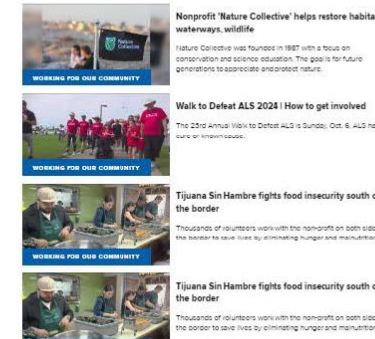 Nonprofit 'Nature Collective' helps restore habita
waterways, wildlife
Nature Collective was founded in 1987 with a focus on
conservation and science education. The goal is for future
generations to appreciate and protect nature.
Nature
Collective
WORKING FOR OUR COMMUNITY
Walk to Defeat ALS 2024 | How to get involved
The 23rd Annual Walk to Defeat ALS is Sunday, Oct. 6. ALS has
cure or known cause.
WORKING FOR OUR COMMUNITY
Tijuana Sin Hambre fights food insecurity south o
the border
Thousands of volunteers work with the non-profit on both side
the border to save lives by eliminating hunger and malnutrition
WORKING FOR OUR COMMUNITY
Tijuana Sin Hambre fights food insecurity south o
the border
Thousands of volunteers work with the non-profit on both side
the border to save lives by eliminating hunger and malnutrition